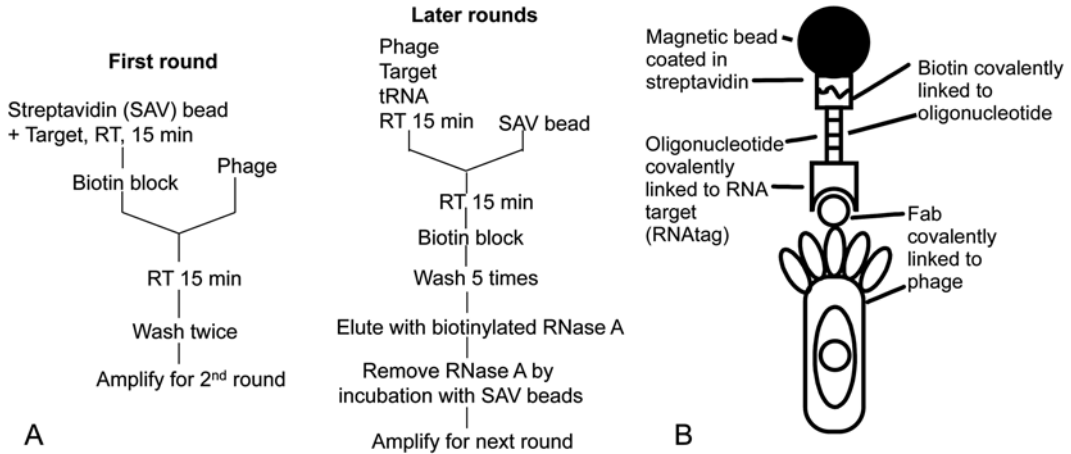 First round
Streptavidin (SAV) bead
+ Target, RT, 15 min
Biotin block
Phage
RT 15 min
Wash twice
Amplify for 2nd round
A
Later rounds
Phage
Target
tRNA
RT 15 min
SAV bead
RT 15 min
Biotin block
Wash 5 times
Elute with biotinylated RNase A
Remove RNase A by
incubation with SAV beads
Amplify for next round
Magnetic bead
coated in
streptavidin
Biotin covalently
linked to
oligonucleotide
Oligonucleotide
covalently
linked to RNA
target
(RNAtag)
Fab
covalently
linked to
phage
B